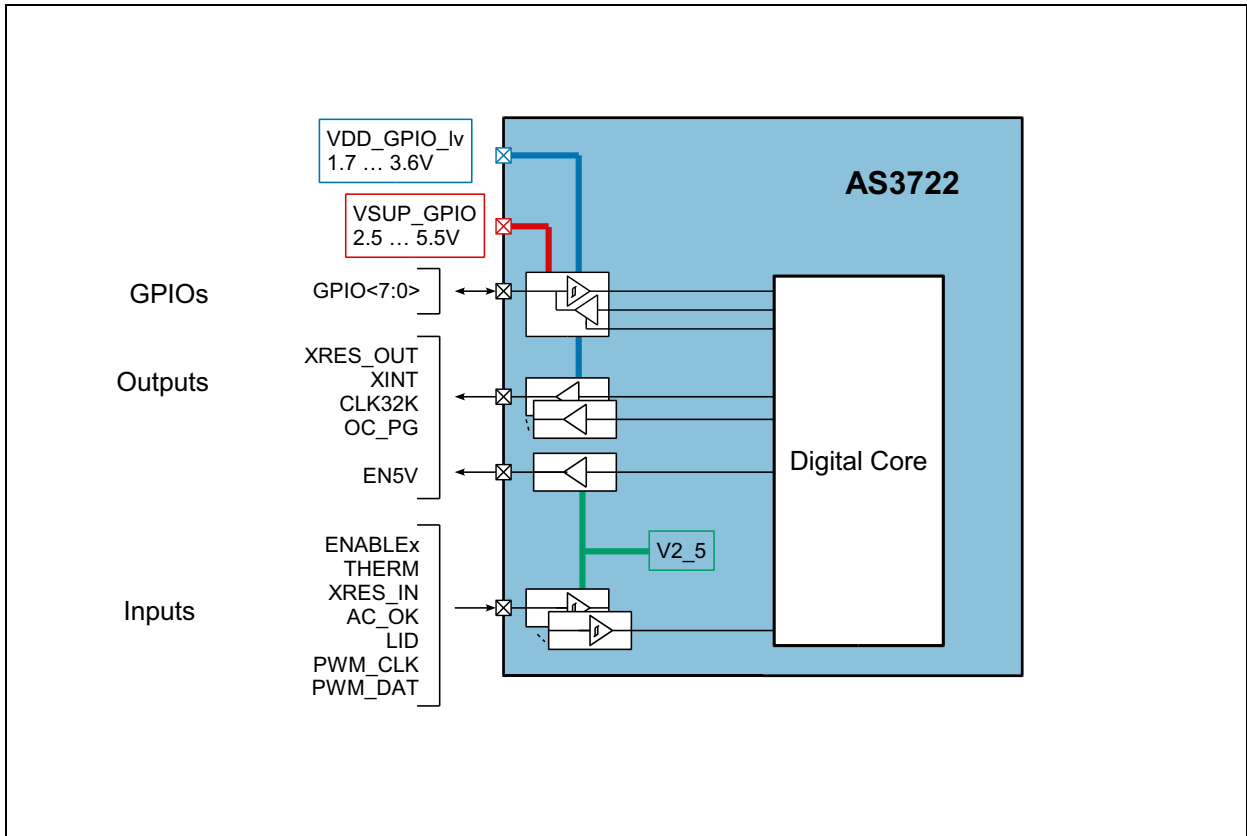 VDD_GPIO_lv
1.7 … 3.6V
AS3722
VSUP_GPIO
2.5 … 5.5V
GPIOs
GPIO<7:0>
Outputs
XRES_OUT
XINT
CLK32K
OC_PG
EN5V
Digital Core
V2_5
Inputs
ENABLEx
THERM
XRES_IN
AC_OK
LID
PWM_CLK
PWM_DAT